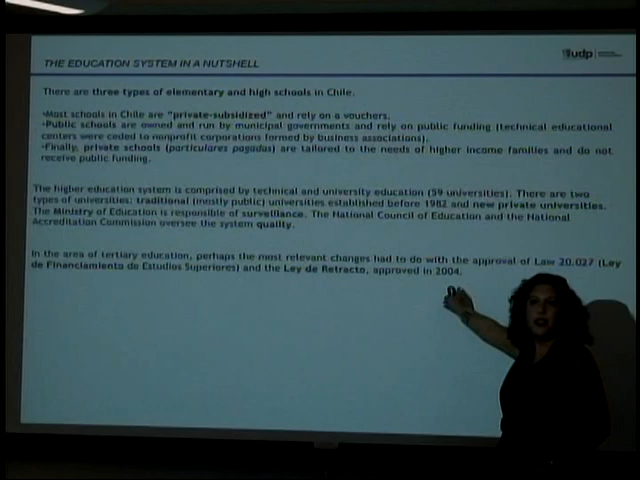 udp
THE EDUCATION SYSTEM IN A NUTSHELL
There are three types of elementary and high schools in Chile.
•Most schools in Chile are "private-subsidized" and rely on a vouchers.
•Public schools are owned and run by municipal governments and rely on public funding (technical educational
centers were ceded to nonprofit corporations formed by business associations).
•Finally, private schools (particulares pagados) are tailored to the needs of higher income families and do not
receive public funding.
The higher education system is comprised by technical and university education (59 universities). There are two
types of universities: traditional (mostly public) universities established before 1982 and new private universities.
The Ministry of Education is responsible of surveillance. The National Council of Education and the National
Accreditation Commission oversee the system quality.
In the area of tertiary education, perhaps the most relevant changes had to do with the approval of Law 20.027 (Ley
de Financiamiento de Estudios Superiores) and the Ley de Retracto, approved in 2004.